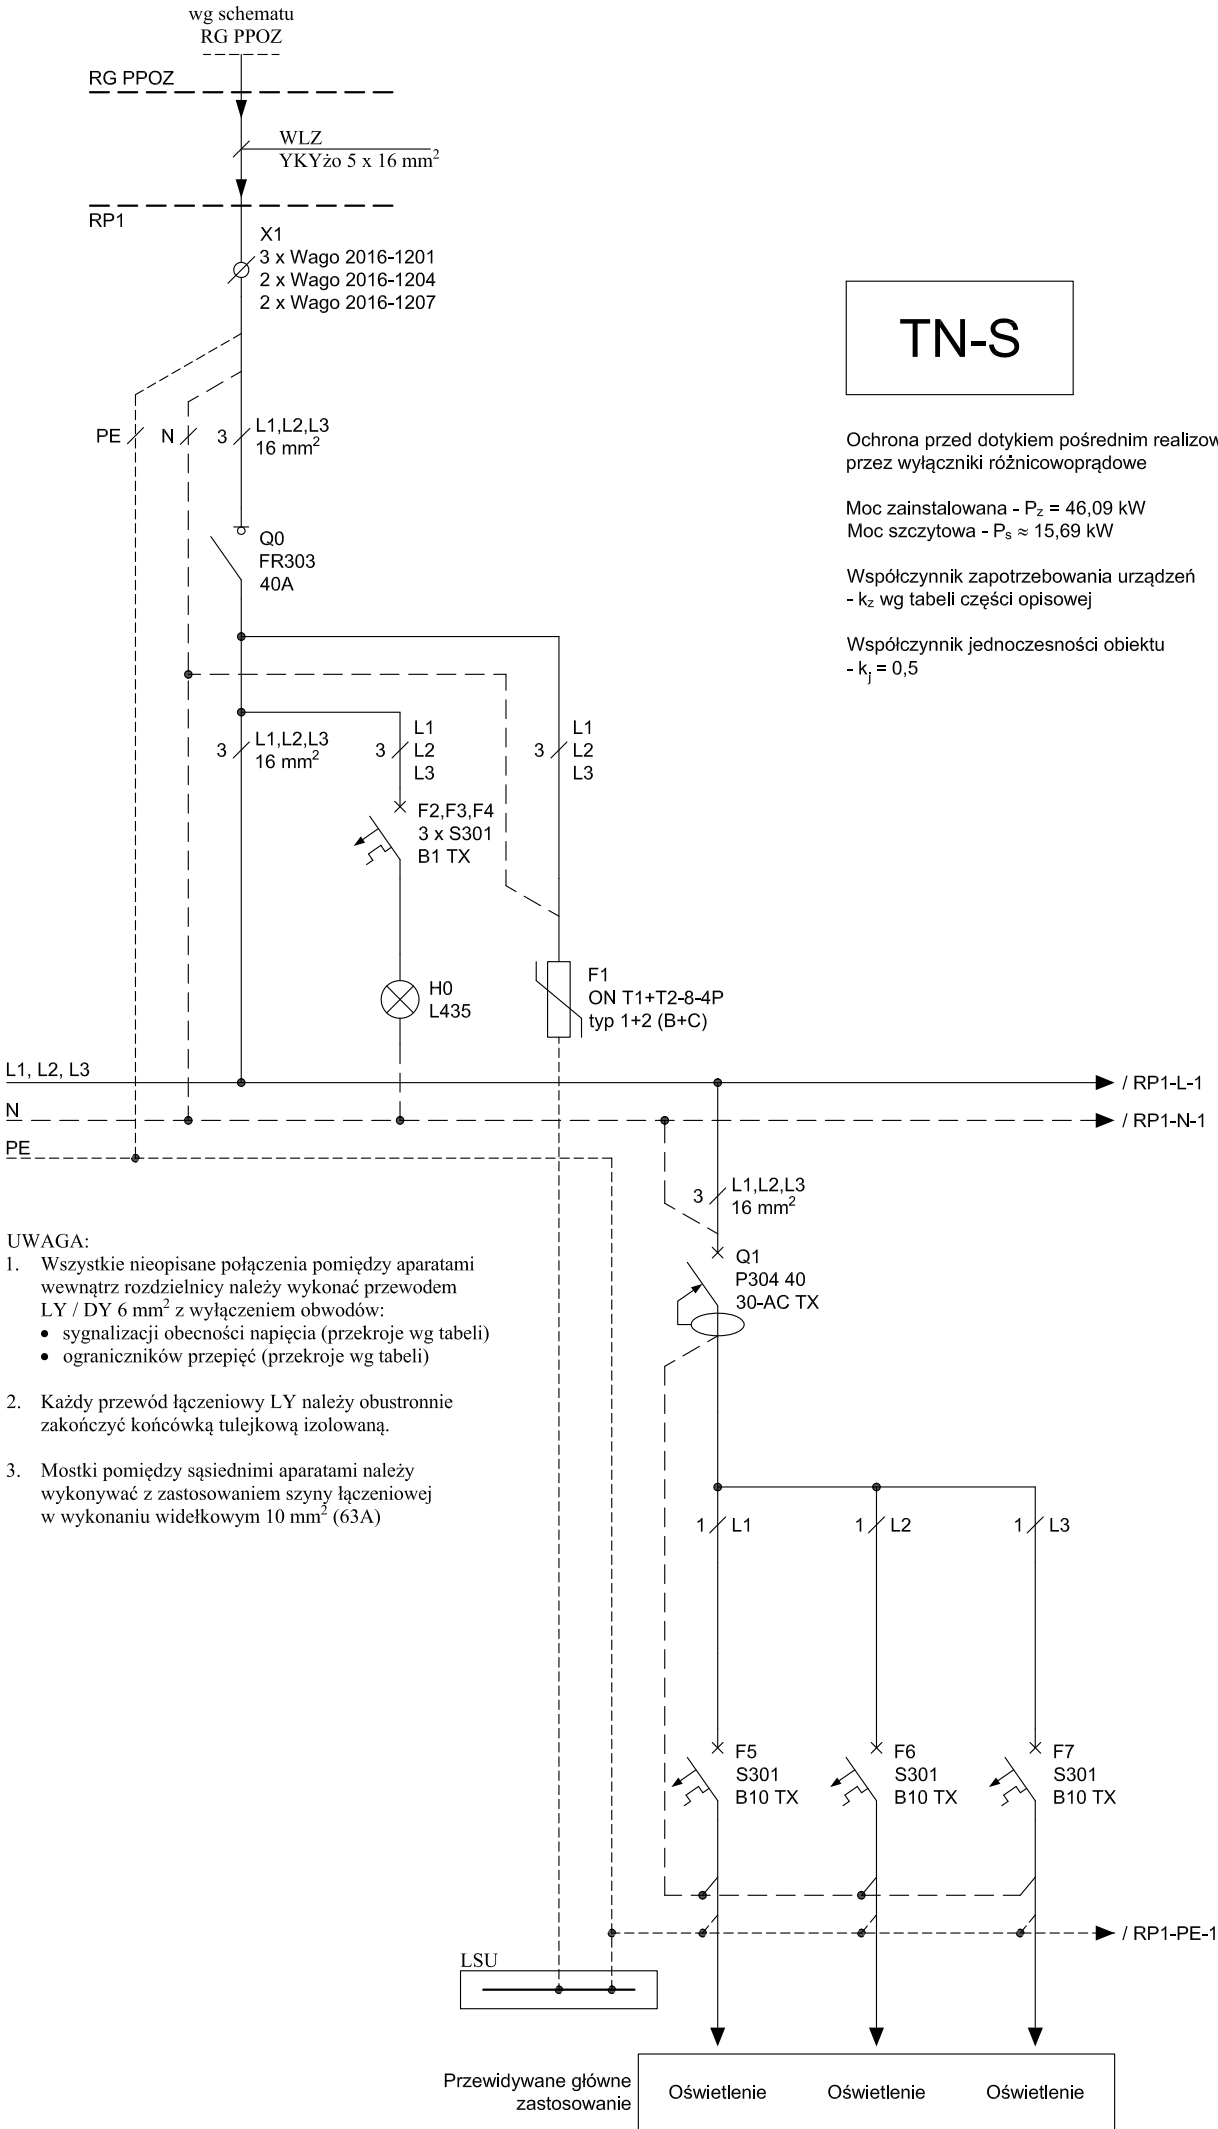 wg schematu
RG PPOZ
RG PPOZ
WLZ
YKYżo 5 x 16 mm²
RP1
X1
3 x Wago 2016-1201
2 x Wago 2016-1204
2 x Wago 2016-1207
TN-S
PE
N
3
L1,L2,L3
16 mm²
Ochrona przed dotykiem pośrednim realizow
przez wyłączniki różnicowoprądowe
Moc zainstalowana - Pz = 46,09 kW
Moc szczytowa - Ps ≈ 15,69 kW
Współczynnik zapotrzebowania urządzeń
- kz wg tabeli części opisowej
Współczynnik jednoczesności obiektu
- kj = 0,5
Q0
FR303
40A
3
L1,L2,L3
16 mm²
3
L1
L2
L3
3
L1
L2
L3
F2,F3,F4
3 x S301
B1 TX
H0
L435
F1
ON T1+T2-8-4P
typ 1+2 (B+C)
L1, L2, L3
/ RP1-L-1
N
/ RP1-N-1
PE
3
L1,L2,L3
16 mm²
Q1
P304 40
30-AC TX
UWAGA:
1. Wszystkie nieopisane połączenia pomiędzy aparatami
wewnątrz rozdzielnicy należy wykonać przewodem
LY / DY 6 mm² z wyłączeniem obwodów:
• sygnalizacji obecności napięcia (przekroje wg tabeli)
• ograniczników przepięć (przekroje wg tabeli)
2. Każdy przewód łączeniowy LY należy obustronnie
zakończyć końcówką tulejkową izolowaną.
3. Mostki pomiędzy sąsiednimi aparatami należy
wykonywać z zastosowaniem szyny łączeniowej
w wykonaniu widełkowym 10 mm² (63A)
1 L1
1 L2
1 L3
F5
S301
B10 TX
F6
S301
B10 TX
F7
S301
B10 TX
/ RP1-PE-1
LSU
Przewidywane główne
zastosowanie
Oświetlenie
Oświetlenie
Oświetlenie